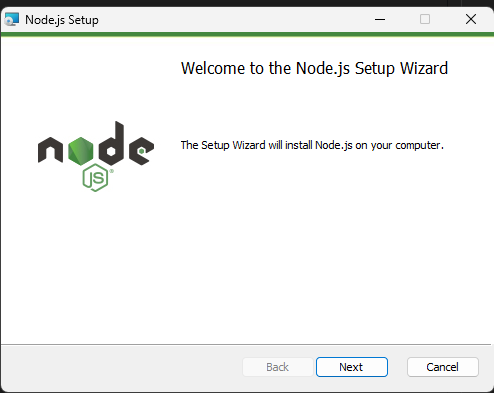 Node.js Setup
Welcome to the Node.js Setup Wizard
node
JS®
The Setup Wizard will install Node.js on your computer.
Back
Next
Cancel